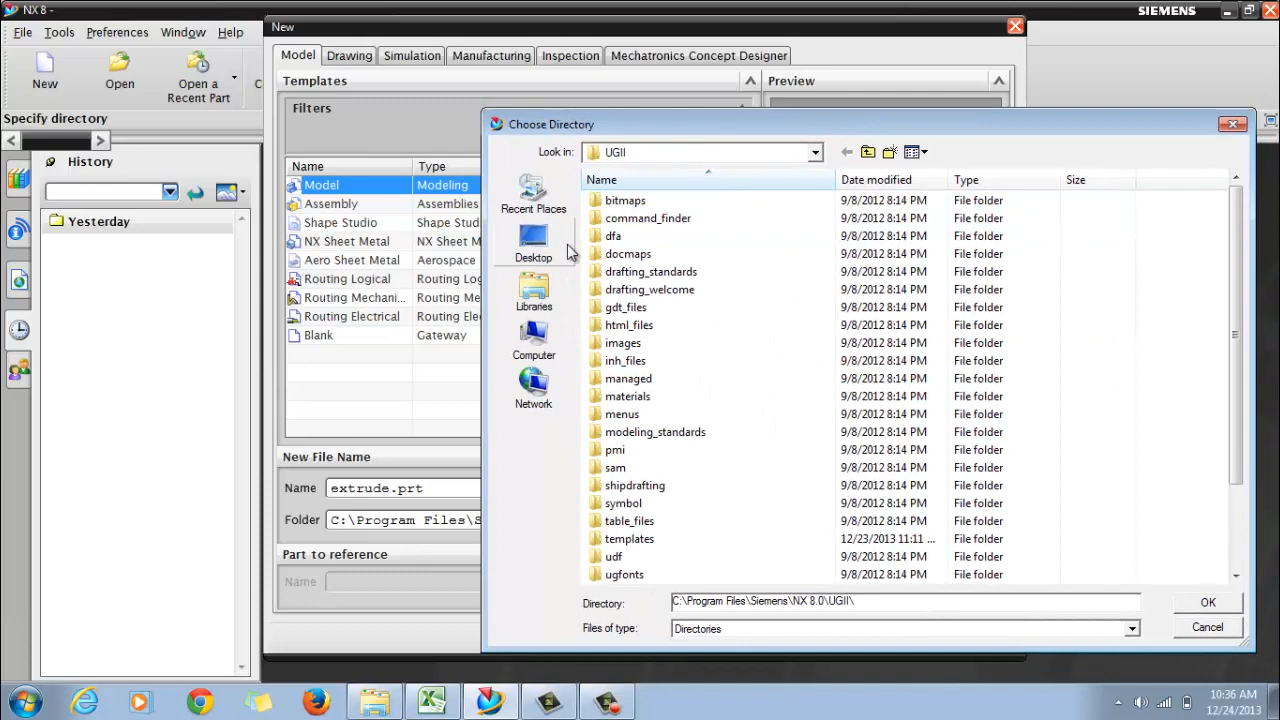 NX 8 -
SIEMENS
File Tools Preferences Window Help
New
Open
Open a Recent Part
Specify directory
History
Yesterday
New
Model Drawing Simulation Manufacturing Inspection Mechatronics Concept Designer
Templates
Preview
Filters
Name Type
Model Modeling
Assembly Assemblies
Shape Studio Shape Stu
NX Sheet Metal NX Sheet M
Aero Sheet Metal Aerospace
Routing Logical Routing Log
Routing Mechani... Routing Me
Routing Electrical Routing Ele
Blank Gateway
New File Name
Name extrude.prt
Folder C:\Program Files\S
Part to reference
Name
Choose Directory
Look in: UGII
Recent Places
Desktop
Libraries
Computer
Network
Name Date modified Type Size
bitmaps 9/8/2012 8:14 PM File folder
command_finder 9/8/2012 8:14 PM File folder
dfa 9/8/2012 8:14 PM File folder
docmaps 9/8/2012 8:14 PM File folder
drafting_standards 9/8/2012 8:14 PM File folder
drafting_welcome 9/8/2012 8:14 PM File folder
gdt_files 9/8/2012 8:14 PM File folder
html_files 9/8/2012 8:14 PM File folder
images 9/8/2012 8:14 PM File folder
inh_files 9/8/2012 8:14 PM File folder
managed 9/8/2012 8:14 PM File folder
materials 9/8/2012 8:14 PM File folder
menus 9/8/2012 8:14 PM File folder
modeling_standards 9/8/2012 8:14 PM File folder
pmi 9/8/2012 8:14 PM File folder
sam 9/8/2012 8:14 PM File folder
shipdrafting 9/8/2012 8:14 PM File folder
symbol 9/8/2012 8:14 PM File folder
table_files 9/8/2012 8:14 PM File folder
templates 12/23/2013 11:11 ... File folder
udf 9/8/2012 8:14 PM File folder
ugfonts 9/8/2012 8:14 PM File folder
Directory: C:\Program Files\Siemens\NX 8.0\UGII\
OK
Files of type: Directories
Cancel
10:36 AM
12/24/2013